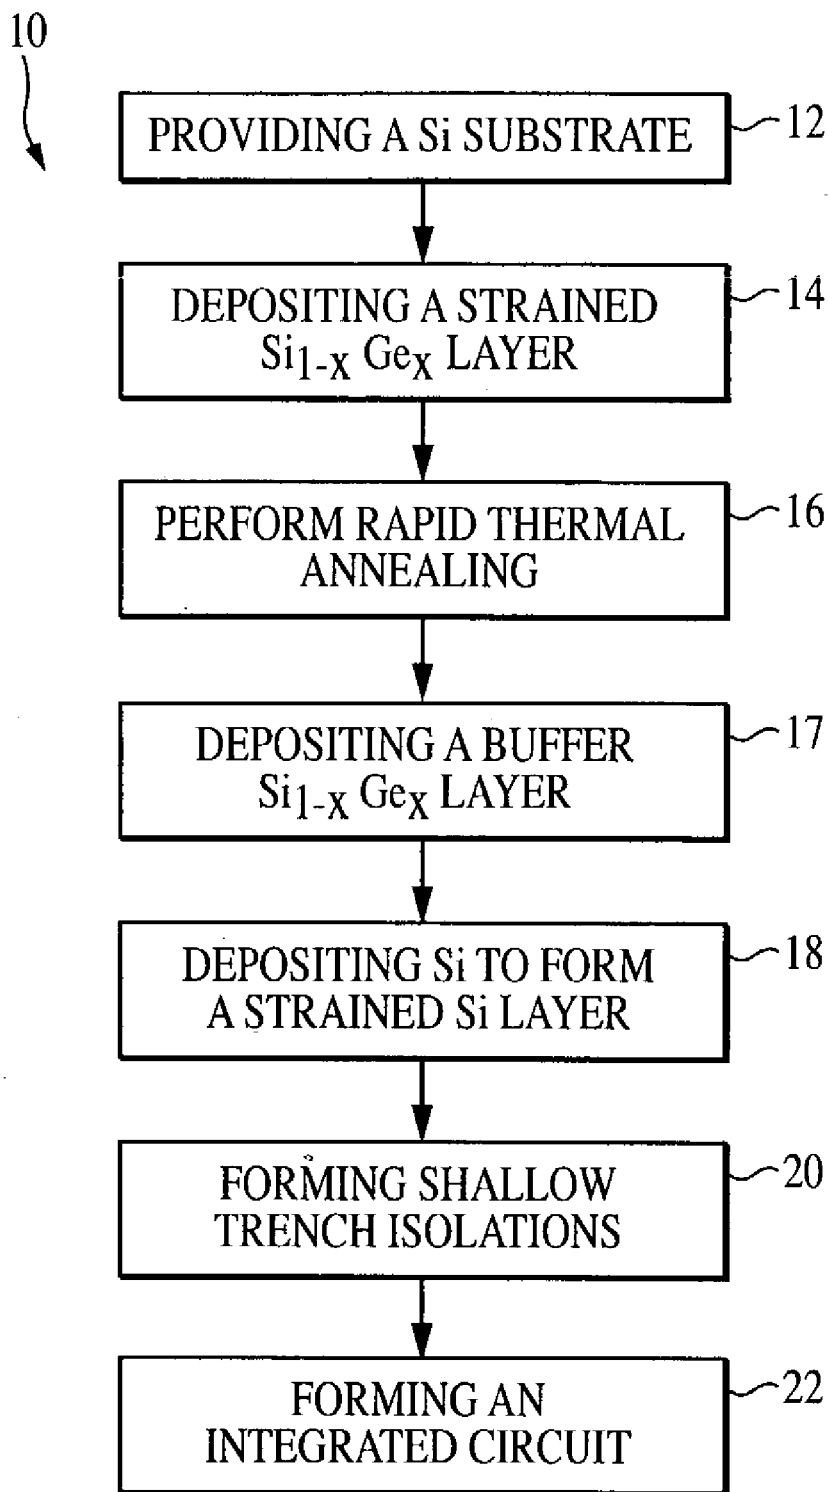 10
PROVIDING A Si SUBSTRATE
12
DEPOSITING A STRAINED
Si1-X GeX LAYER
14
PERFORM RAPID THERMAL
ANNEALING
16
DEPOSITING A BUFFER
Si1-X GeX LAYER
17
DEPOSITING Si TO FORM
A STRAINED Si LAYER
18
FORMING SHALLOW
TRENCH ISOLATIONS
20
FORMING AN
INTEGRATED CIRCUIT
22